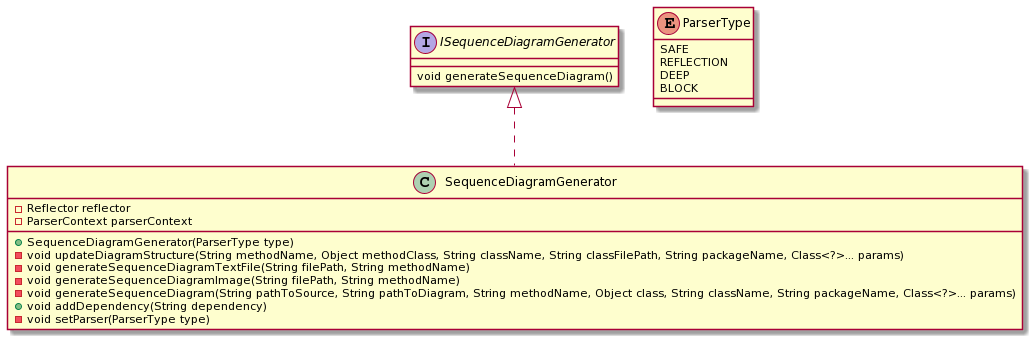 I ISequenceDiagramGenerator
void generateSequenceDiagram()
E ParserType
SAFE
REFLECTION
DEEP
BLOCK
C SequenceDiagramGenerator
Reflector reflector
ParserContext parserContext
SequenceDiagramGenerator(ParserType type)
void updateDiagramStructure(String methodName, Object methodClass, String className, String classFilePath, String packageName, Class<?>... params)
void generateSequenceDiagramTextFile(String filePath, String methodName)
void generateSequenceDiagramImage(String filePath, String methodName)
void generateSequenceDiagram(String pathToSource, String pathToDiagram, String methodName, Object class, String className, String packageName, Class<?>... params)
void addDependency(String dependency)
void setParser(ParserType type)